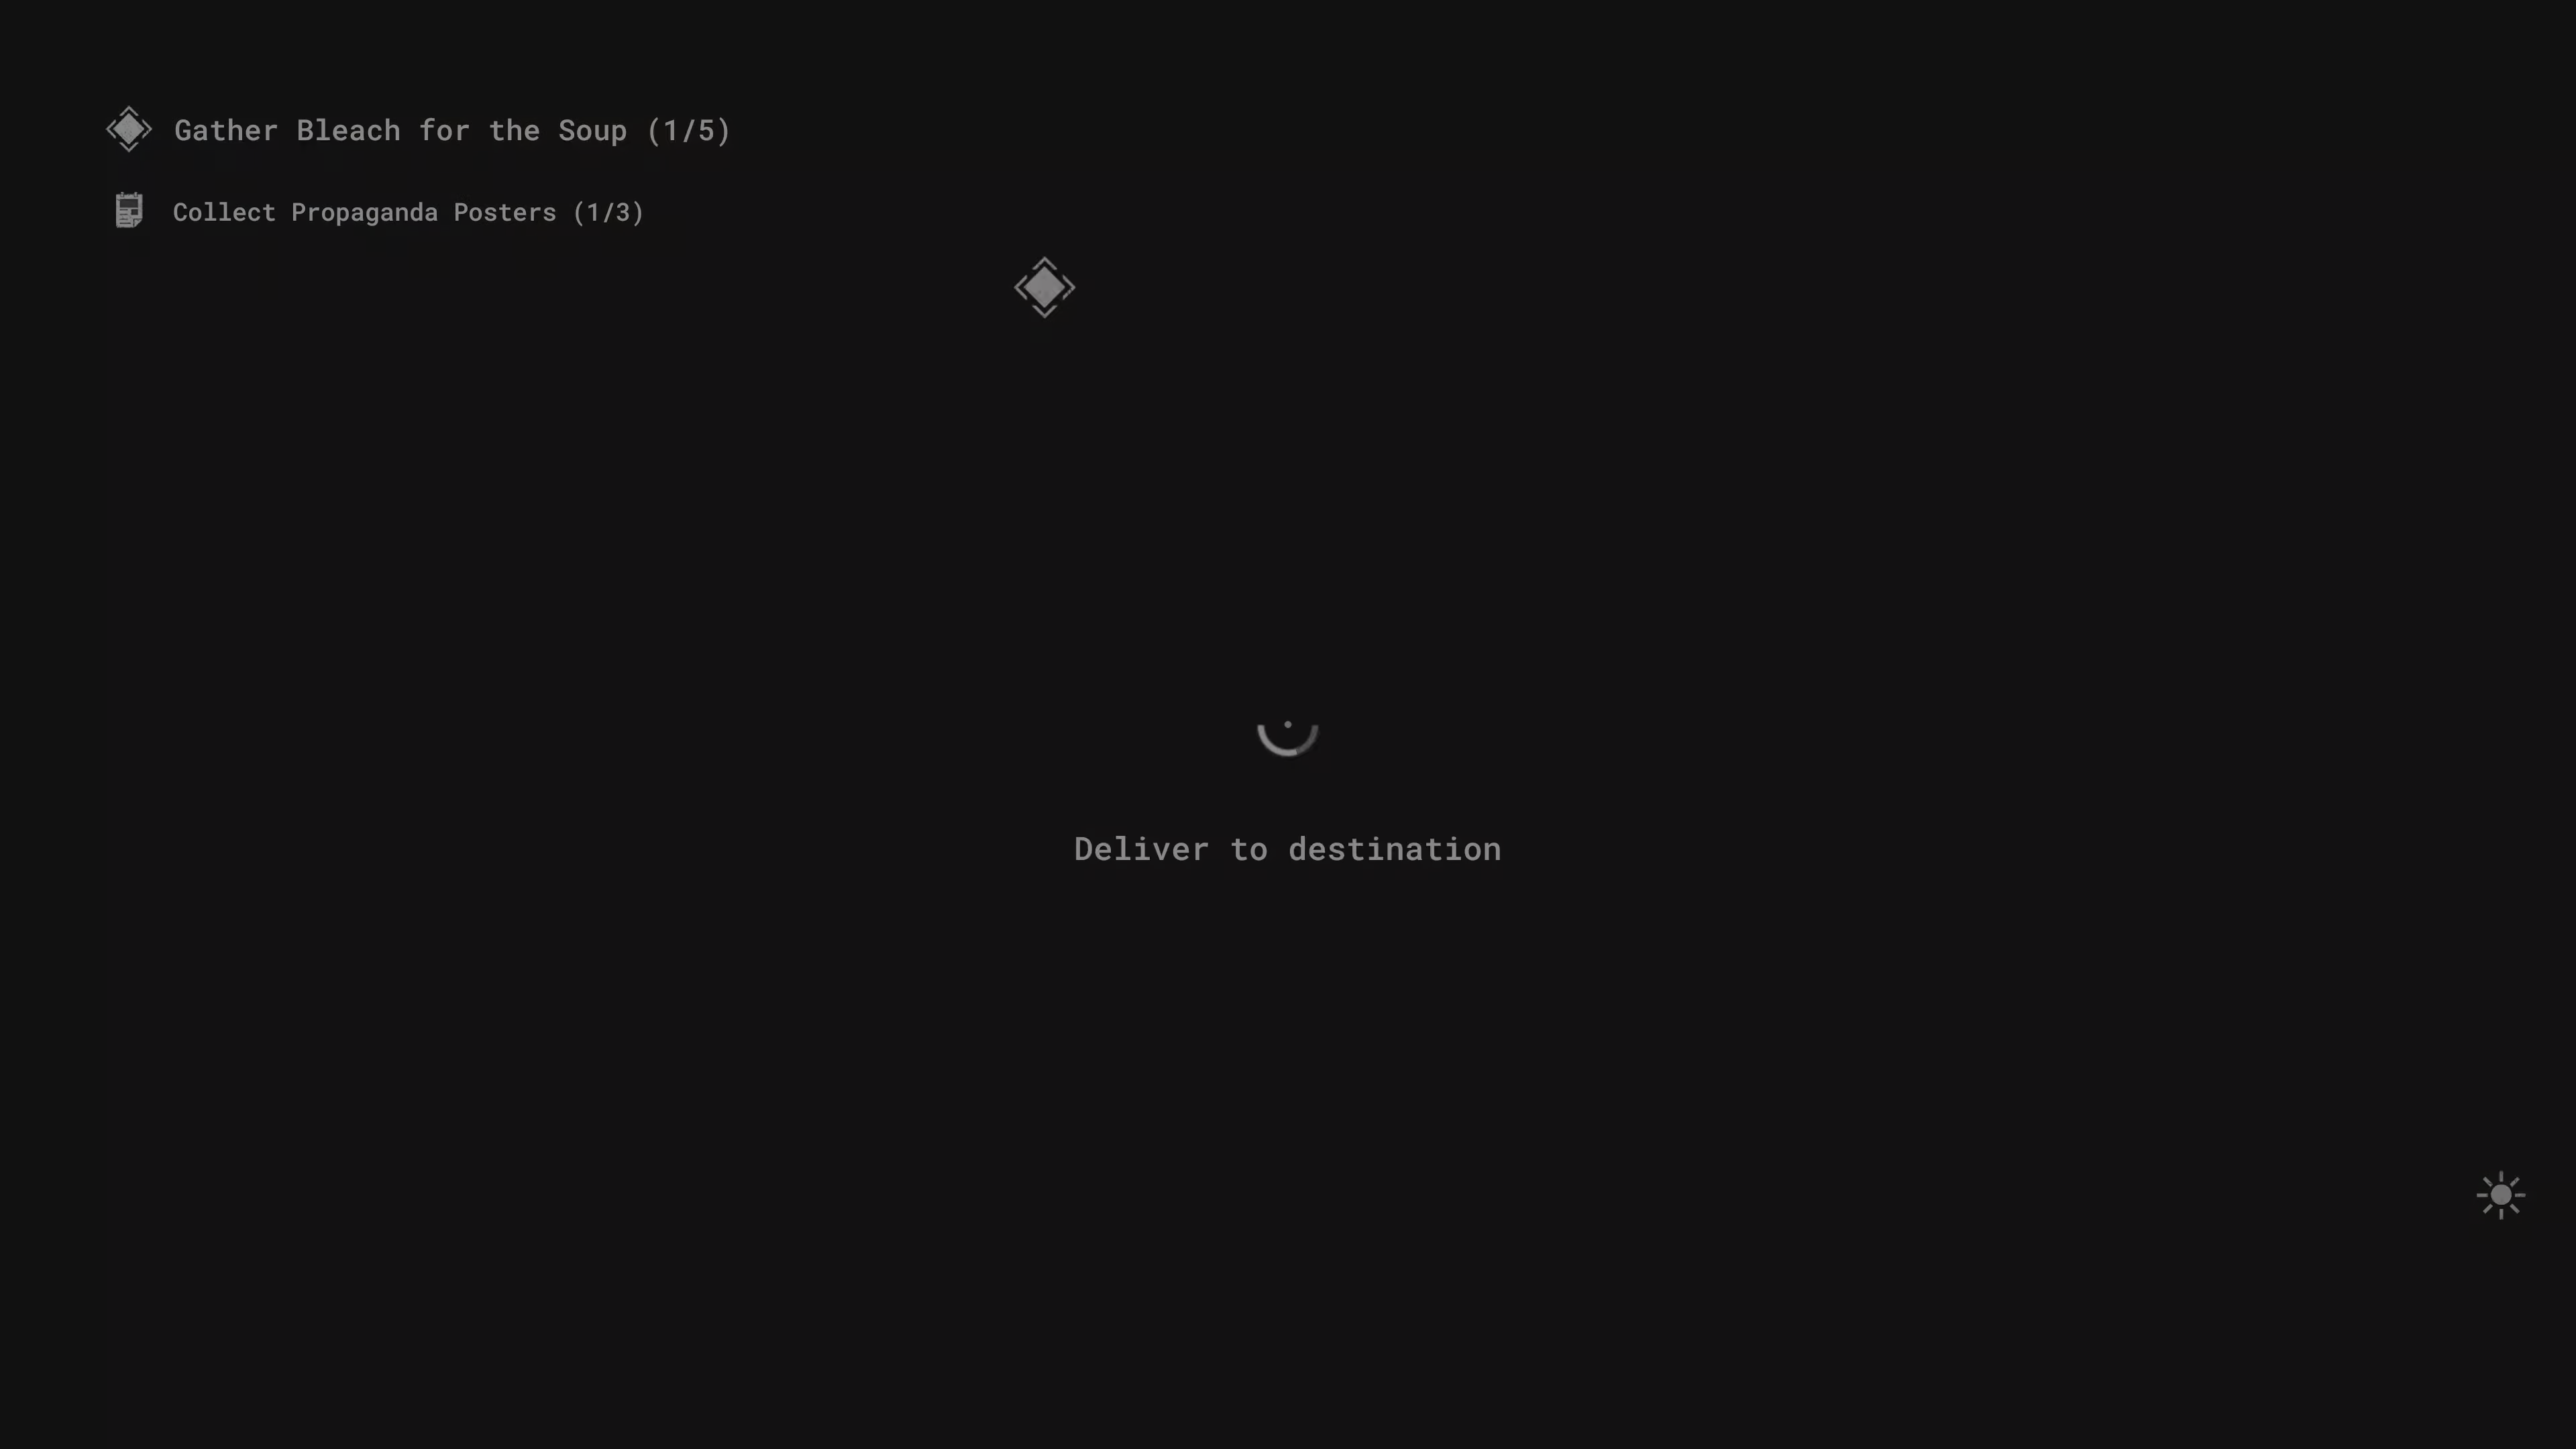 Gather Bleach for the Soup (1/5)
Collect Propaganda Posters (1/3)
Deliver to destination